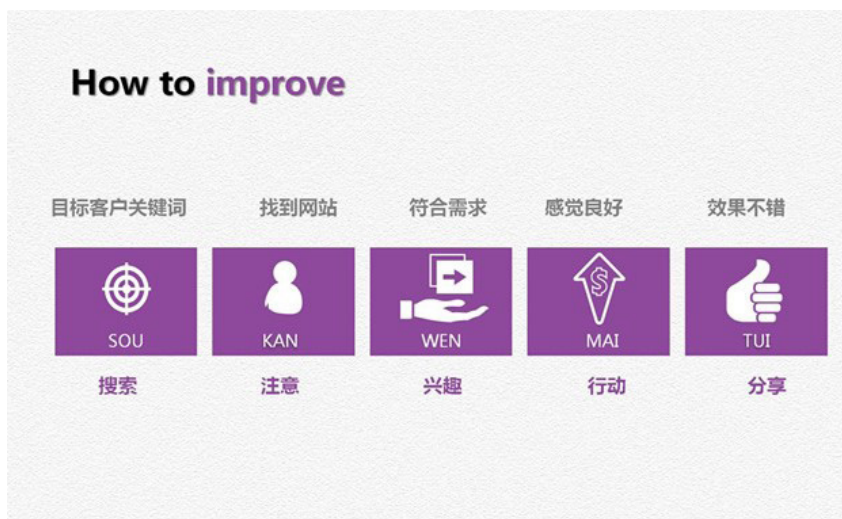 How to improve
目标客户关键词 找到网站 符合需求 感觉良好 效果不错
$
SOU KAN WEN MAI TUI
搜索 注意 兴趣 行动 分享